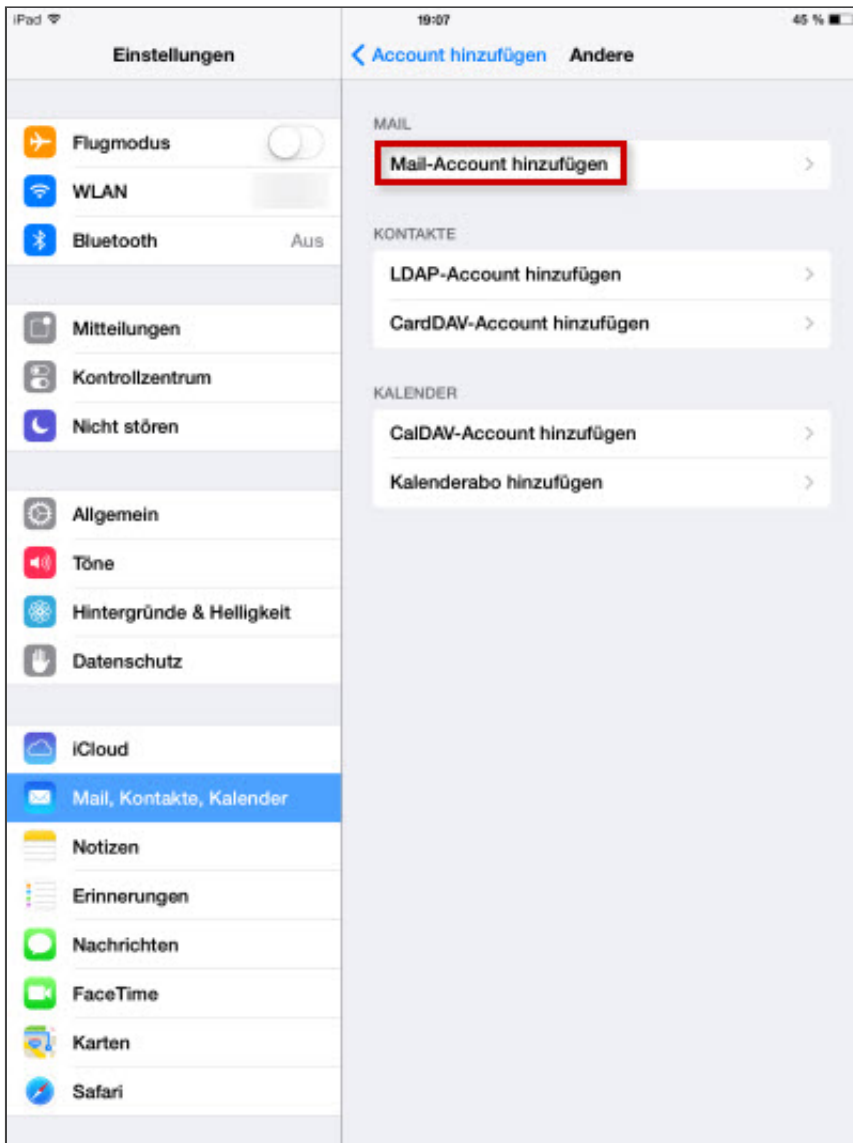 iPad 19:07 45 %
Einstellungen
Account hinzufügen Andere
Flugmodus
WLAN
Bluetooth Aus
Mitteilungen
Kontrollzentrum
Nicht stören
Allgemein
Töne
Hintergründe & Helligkeit
Datenschutz
iCloud
Mail, Kontakte, Kalender
Notizen
Erinnerungen
Nachrichten
FaceTime
Karten
Safari
MAIL
Mail-Account hinzufügen
KONTAKTE
LDAP-Account hinzufügen
CardDAV-Account hinzufügen
KALENDER
CalDAV-Account hinzufügen
Kalenderabo hinzufügen